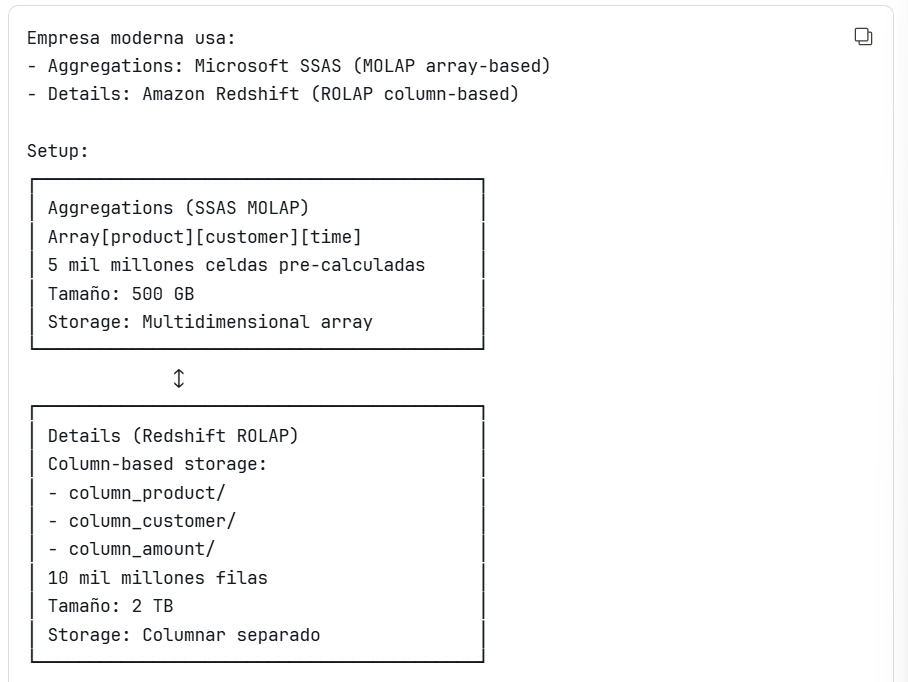 Empresa moderna usa:
- Aggregations: Microsoft SSAS (MOLAP array-based)
- Details: Amazon Redshift (ROLAP column-based)
Setup:
Aggregations (SSAS MOLAP)
Array[product][customer][time]
5 mil millones celdas pre-calculadas
Tamaño: 500 GB
Storage: Multidimensional array
↕
Details (Redshift ROLAP)
Column-based storage:
- column_product/
- column_customer/
- column_amount/
10 mil millones filas
Tamaño: 2 TB
Storage: Columnar separado